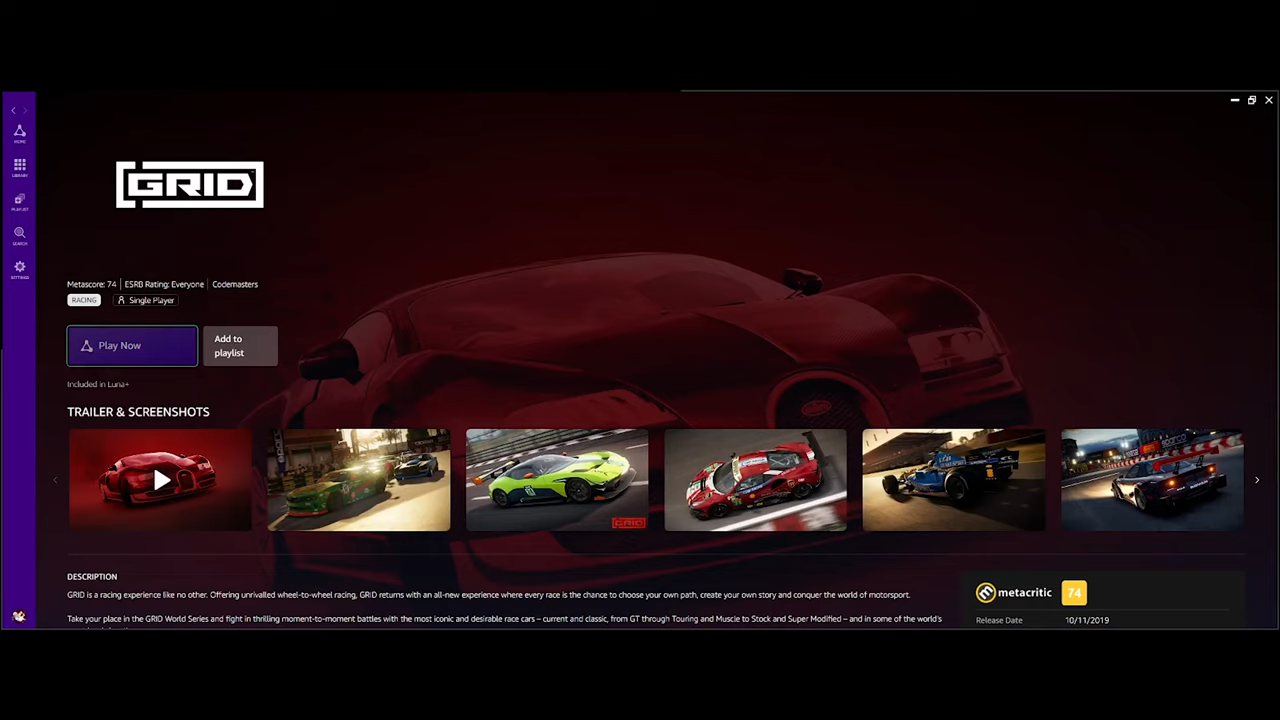 HOME
LIBRARY
PLAYLIST
SEARCH
SETTINGS
GRID
Metascore: 74 | ESRB Rating: Everyone | Codemasters
RACING
Single Player
Play Now
Add to
playlist
Included in Luna+
TRAILER & SCREENSHOTS
GRID
DESCRIPTION
GRID is a racing experience like no other. Offering unrivalled wheel-to-wheel racing, GRID returns with an all-new experience where every race is the chance to choose your own path, create your own story and conquer the world of motorsport.
Take your place in the GRID World Series and fight in thrilling moment-to-moment battles with the most iconic and desirable race cars – current and classic, from GT through Touring and Muscle to Stock and Super Modified – and in some of the world's
metacritic
74
Release Date
10/11/2019